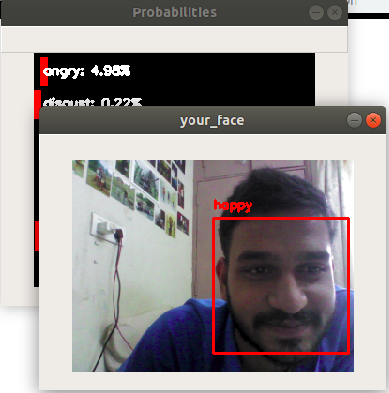 Probabilities
angry: 4.98%
disgust: 0.22%
your_face
happy